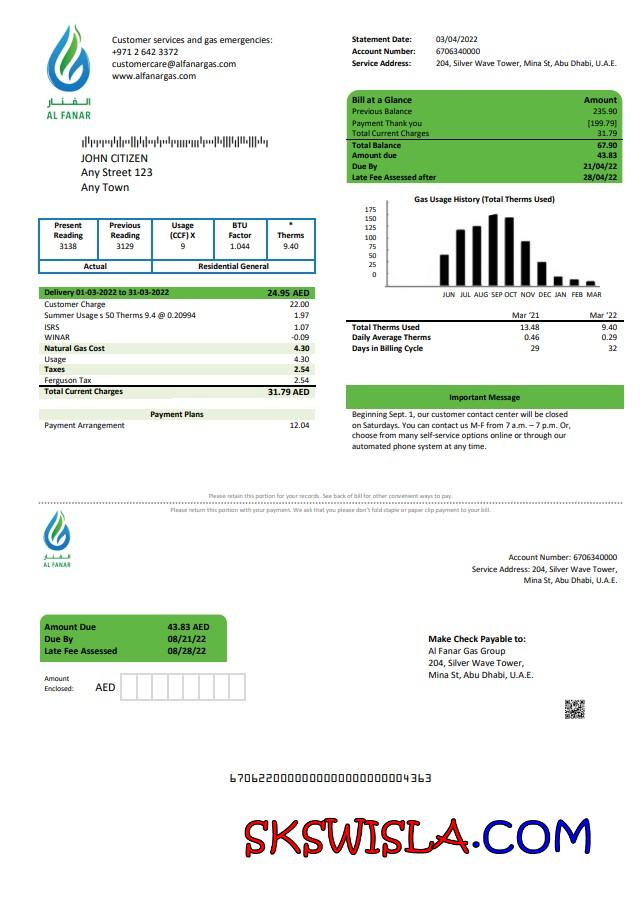 Customer services and gas emergencies:
+971 2 642 3372
customercare@alfanargas.com
www.alfanargas.com
الـفـنــار
AL FANAR
Statement Date: 03/04/2022
Account Number: 6706340000
Service Address: 204, Silver Wave Tower, Mina St, Abu Dhabi, U.A.E.
JOHN CITIZEN
Any Street 123
Any Town
Bill at a Glance Amount
Previous Balance 235.90
Payment Thank you [199.79]
Total Current Charges 31.79
Total Balance 67.90
Amount due 43.83
Due By 21/04/22
Late Fee Assessed after 28/04/22
Present Reading Previous Reading Usage (CCF) X BTU Factor * Therms
3138 3129 9 1.044 9.40
Actual Residential General
Gas Usage History (Total Therms Used)
175
150
125
100
75
50
25
0
JUN JUL AUG SEP OCT NOV DEC JAN FEB MAR
Delivery 01-03-2022 to 31-03-2022 24.95 AED
Customer Charge 22.00
Summer Usage s 50 Therms 9.4 @ 0.20994 1.97
ISRS 1.07
WINAR -0.09
Natural Gas Cost 4.30
Usage 4.30
Taxes 2.54
Ferguson Tax 2.54
Total Current Charges 31.79 AED
Payment Plans
Payment Arrangement 12.04
Mar '21 Mar '22
Total Therms Used 13.48 9.40
Daily Average Therms 0.46 0.29
Days in Billing Cycle 29 32
Important Message
Beginning Sept. 1, our customer contact center will be closed
on Saturdays. You can contact us M-F from 7 a.m. – 7 p.m. Or,
choose from many self-service options online or through our
automated phone system at any time.
Please retain this portion for your records. See back of bill for other convenient ways to pay.
Please return this portion with your payment. We ask that you please don't fold staple or paper clip payment to your bill.
الـفـنــار
AL FANAR
Account Number: 6706340000
Service Address: 204, Silver Wave Tower,
Mina St, Abu Dhabi, U.A.E.
Amount Due 43.83 AED
Due By 08/21/22
Late Fee Assessed 08/28/22
Amount
Enclosed: AED
Make Check Payable to:
Al Fanar Gas Group
204, Silver Wave Tower,
Mina St, Abu Dhabi, U.A.E.
SKSWISLA.COM